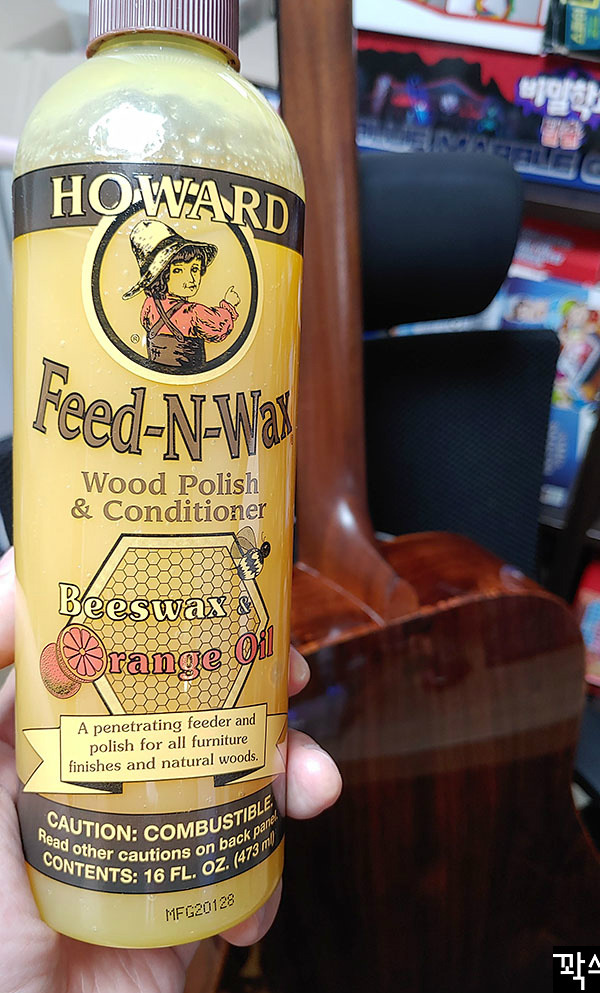 HOWARD
®
Feed-N-Wax
Wood Polish
& Conditioner
Beeswax &
Orange Oil
A penetrating feeder and
polish for all furniture
finishes and natural woods.
CAUTION: COMBUSTIBLE.
Read other cautions on back panel.
CONTENTS: 16 FL. OZ. (473 ml)
MFG20128
비밀학
BLUE MARBLE G